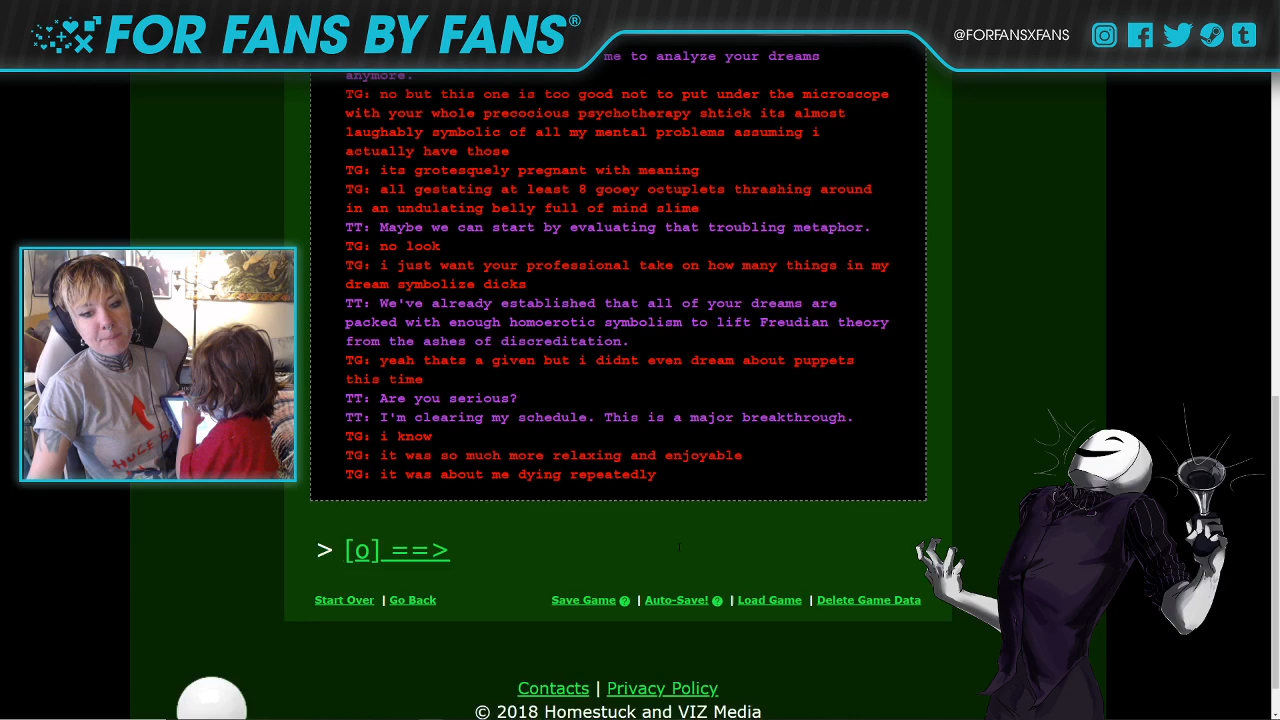 FOR FANS BY FANS®
@FORFANSXFANS
me to analyze your dreams
anymore.
TG: no but this one is too good not to put under the microscope
with your whole precocious psychotherapy shtick its almost
laughably symbolic of all my mental problems assuming i
actually have those
TG: its grotesquely pregnant with meaning
TG: all gestating at least 8 gooey octuplets thrashing around
in an undulating belly full of mind slime
TT: Maybe we can start by evaluating that troubling metaphor.
TG: no look
TG: i just want your professional take on how many things in my
dream symbolize dicks
TT: We've already established that all of your dreams are
packed with enough homoerotic symbolism to lift Freudian theory
from the ashes of discreditation.
TG: yeah thats a given but i didnt even dream about puppets
this time
TT: Are you serious?
TT: I'm clearing my schedule. This is a major breakthrough.
TG: i know
TG: it was so much more relaxing and enjoyable
TG: it was about me dying repeatedly
> [o] ==>
Start Over | Go Back
Save Game ? | Auto-Save! ? | Load Game | Delete Game Data
Contacts | Privacy Policy
© 2018 Homestuck and VIZ Media
HUGE